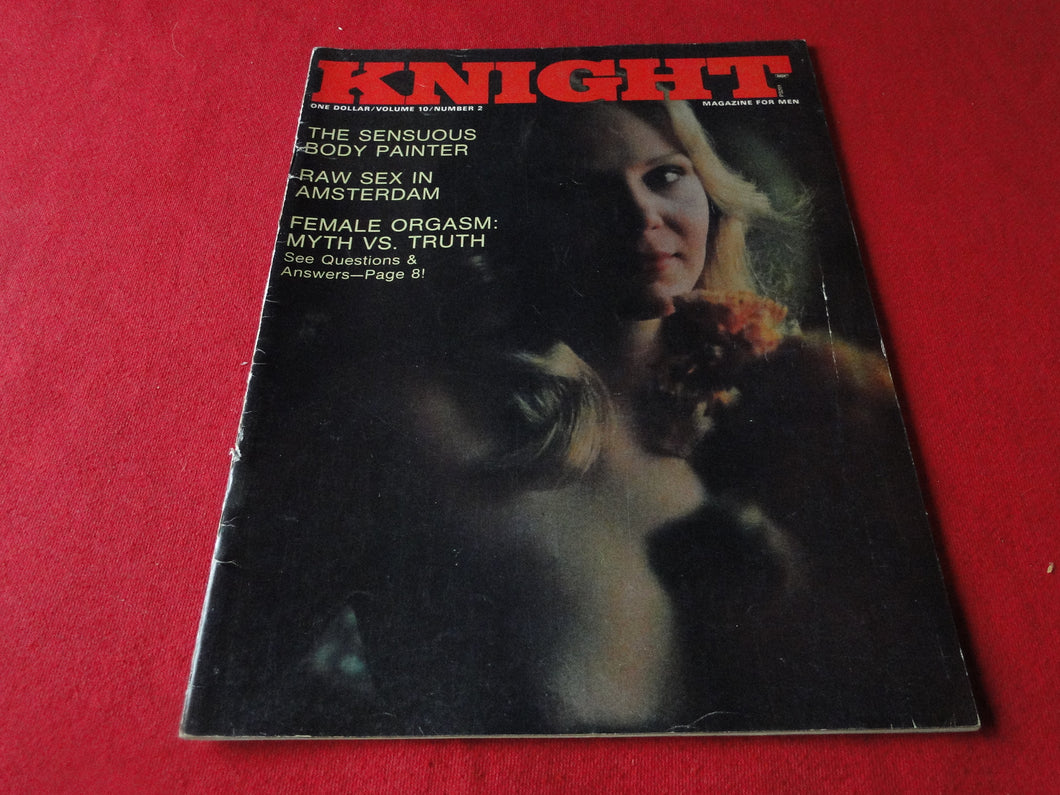 KNIGHT
ONE DOLLAR/VOLUME 10/NUMBER 2
MAGAZINE FOR MEN
THE SENSUOUS
BODY PAINTER
RAW SEX IN
AMSTERDAM
FEMALE ORGASM:
MYTH VS. TRUTH
See Questions &
Answers—Page 8!